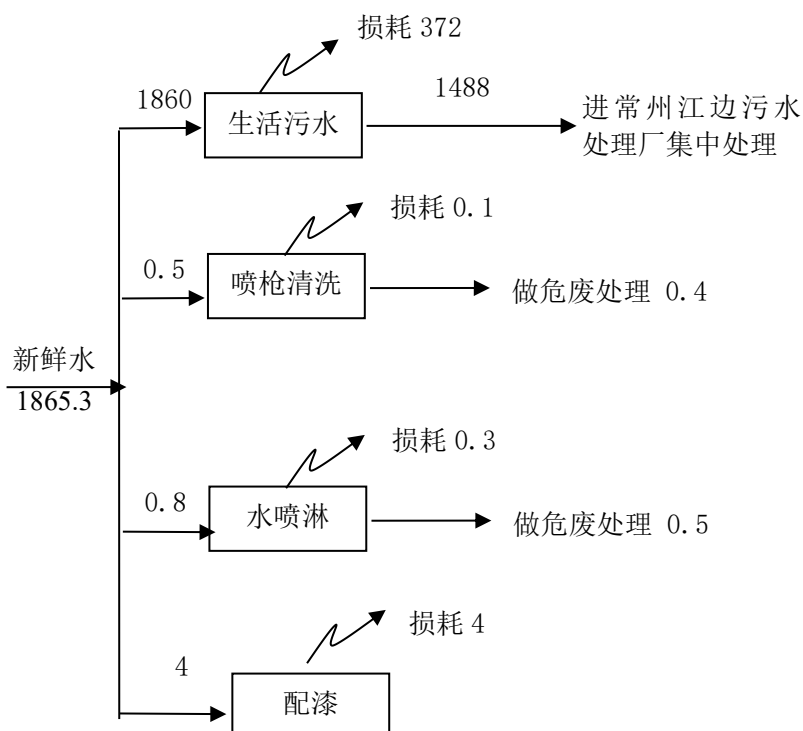 损耗 372
1860
1488
生活污水
进常州江边污水
处理厂集中处理
损耗 0.1
0.5
喷枪清洗
做危废处理 0.4
新鲜水
1865.3
损耗 0.3
0.8
水喷淋
做危废处理 0.5
损耗 4
4
配漆